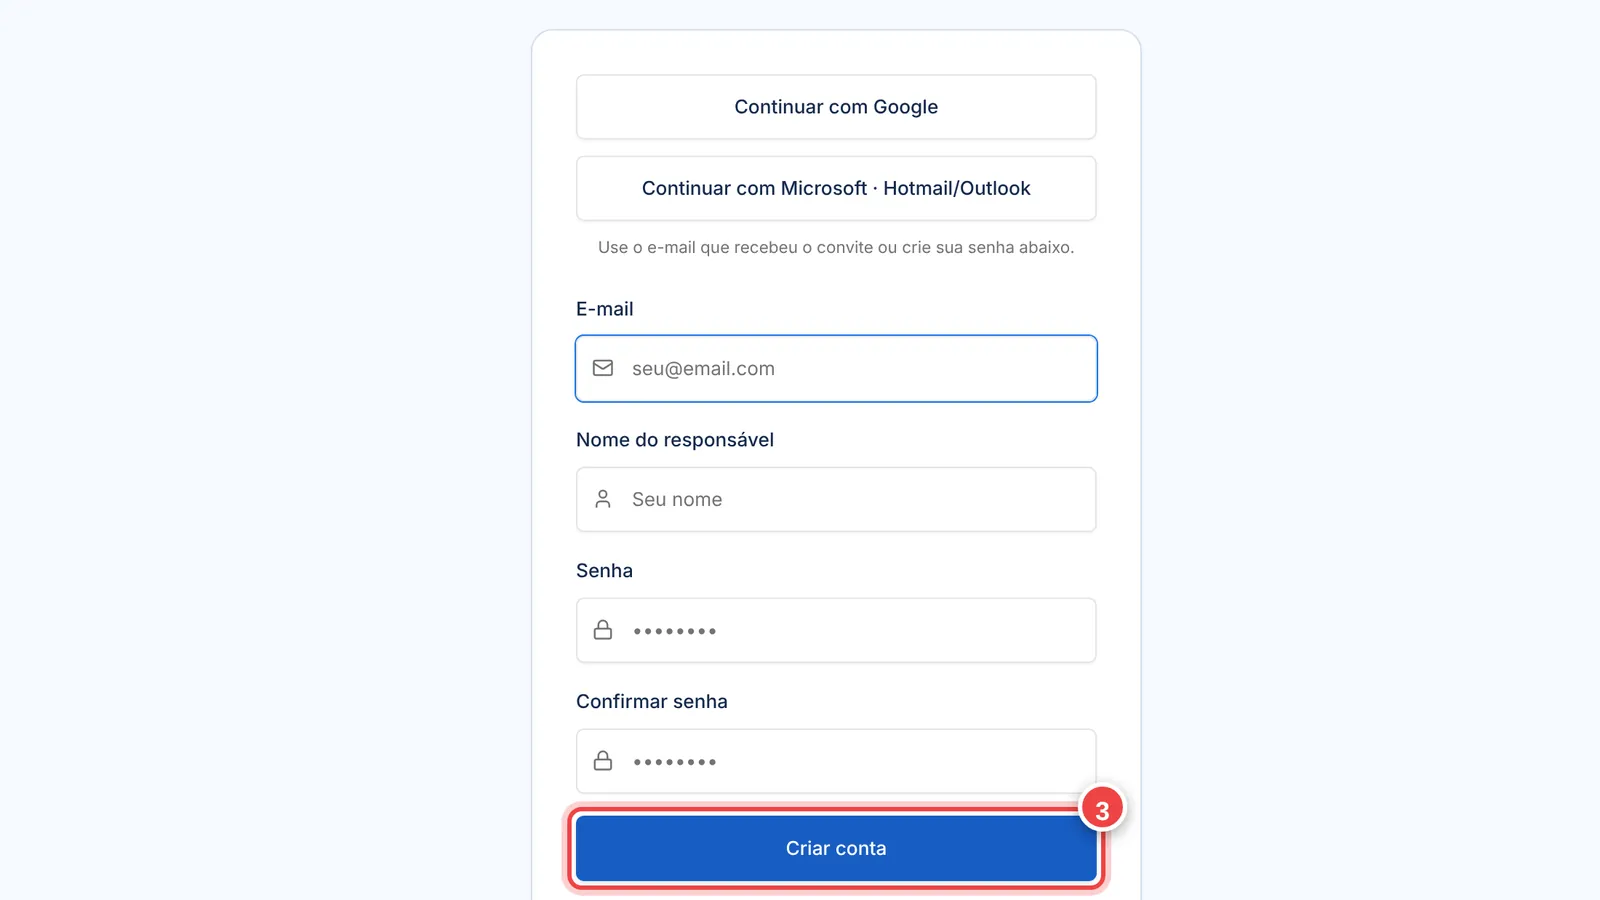 Continuar com Google
Continuar com Microsoft · Hotmail/Outlook
Use o e-mail que recebeu o convite ou crie sua senha abaixo.
E-mail
seu@email.com
Nome do responsável
Seu nome
Senha
••••••••
Confirmar senha
••••••••
3
Criar conta